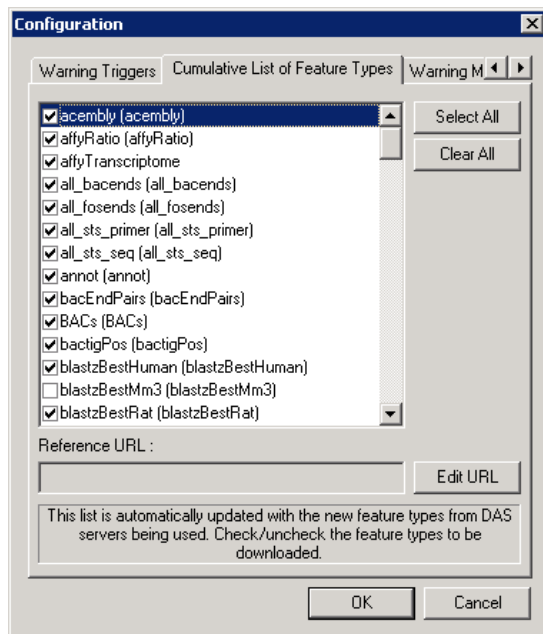 Configuration
Warning Triggers
Cumulative List of Feature Types
Warning M
acembly (acembly)
affyRatio (affyRatio)
affyTranscriptome
all_bacends (all_bacends)
all_fosends (all_fosends)
all_sts_primer (all_sts_primer)
all_sts_seq (all_sts_seq)
annot (annot)
bacEndPairs (bacEndPairs)
BACs (BACs)
bactigPos (bactigPos)
blastzBestHuman (blastzBestHuman)
blastzBestMm3 (blastzBestMm3)
blastzBestRat (blastzBestRat)
Select All
Clear All
Reference URL :
Edit URL
This list is automatically updated with the new feature types from DAS
servers being used. Check/uncheck the feature types to be
downloaded.
OK
Cancel